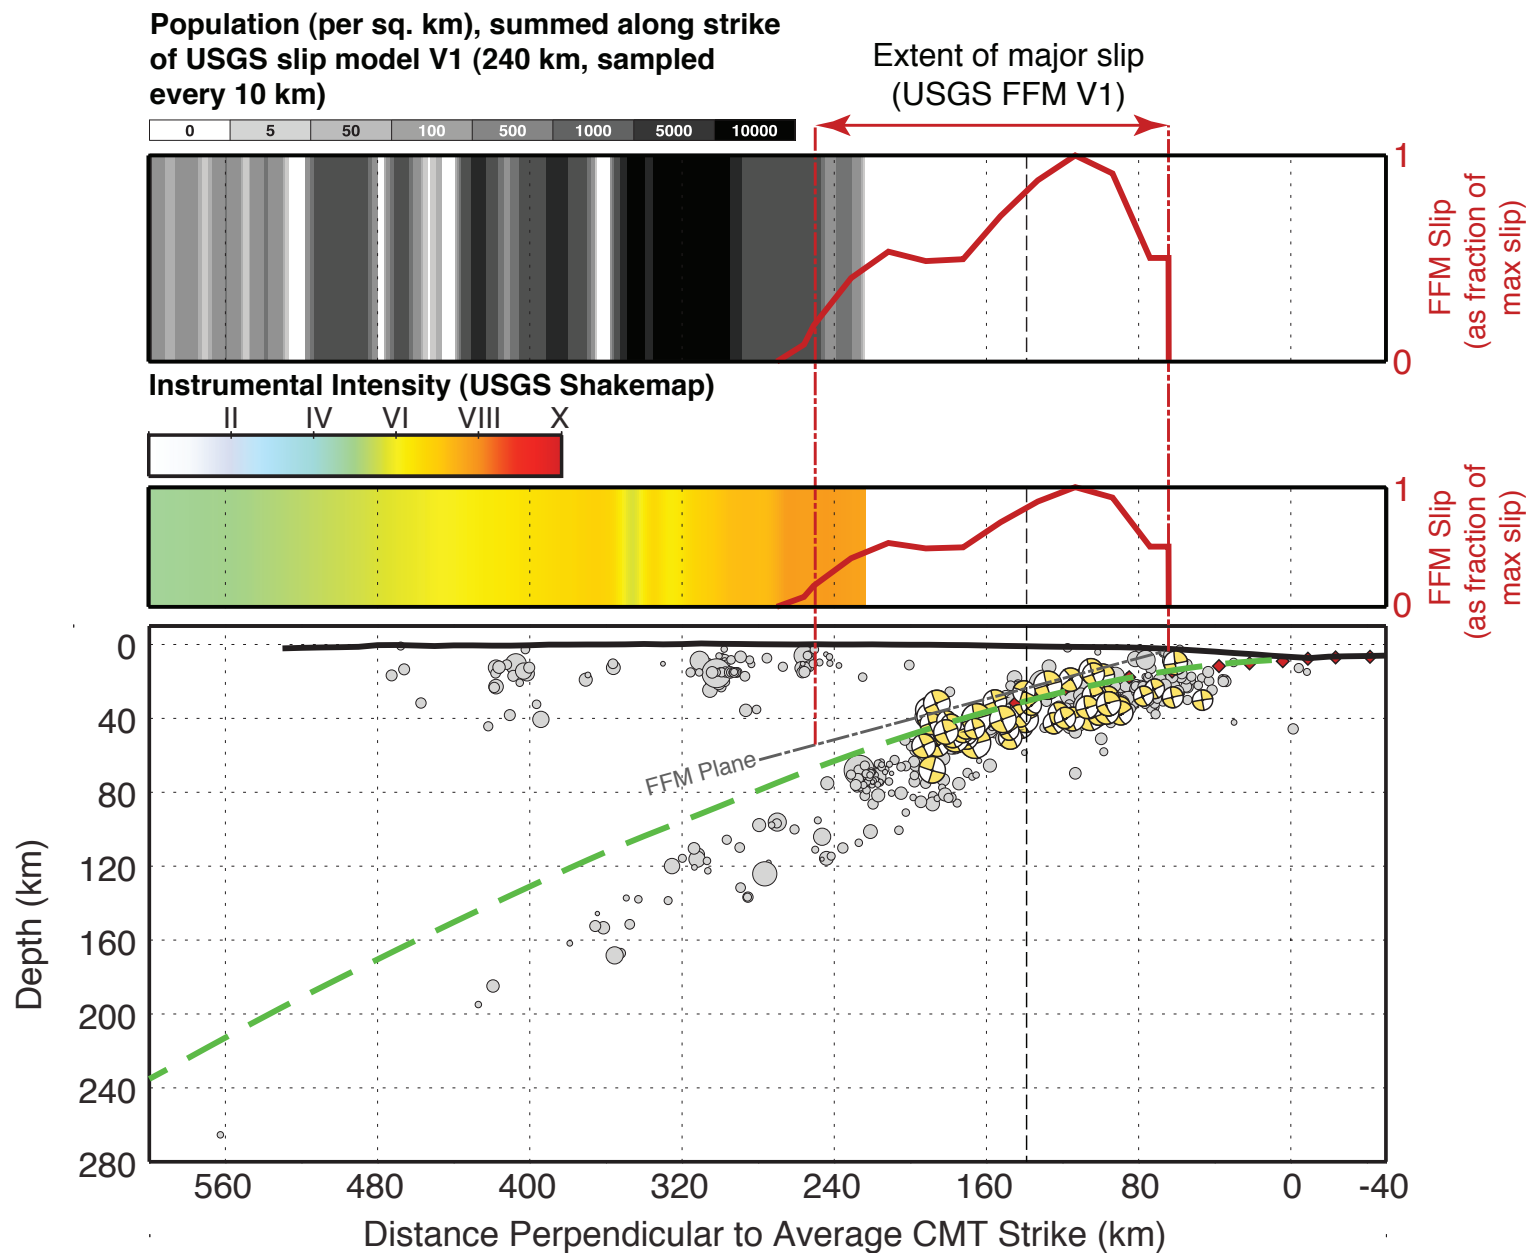 Population (per sq. km), summed along strike
of USGS slip model V1 (240 km, sampled
every 10 km)
Extent of major slip
(USGS FFM V1)
0 5 50 100 500 1000 5000 10000
1
0
FFM Slip
(as fraction of
max slip)
Instrumental Intensity (USGS Shakemap)
II IV VI VIII X
1
0
FFM Slip
(as fraction of
max slip)
0
40
80
120
160
200
240
280
Depth (km)
FFM Plane
560 480 400 320 240 160 80 0 -40
Distance Perpendicular to Average CMT Strike (km)